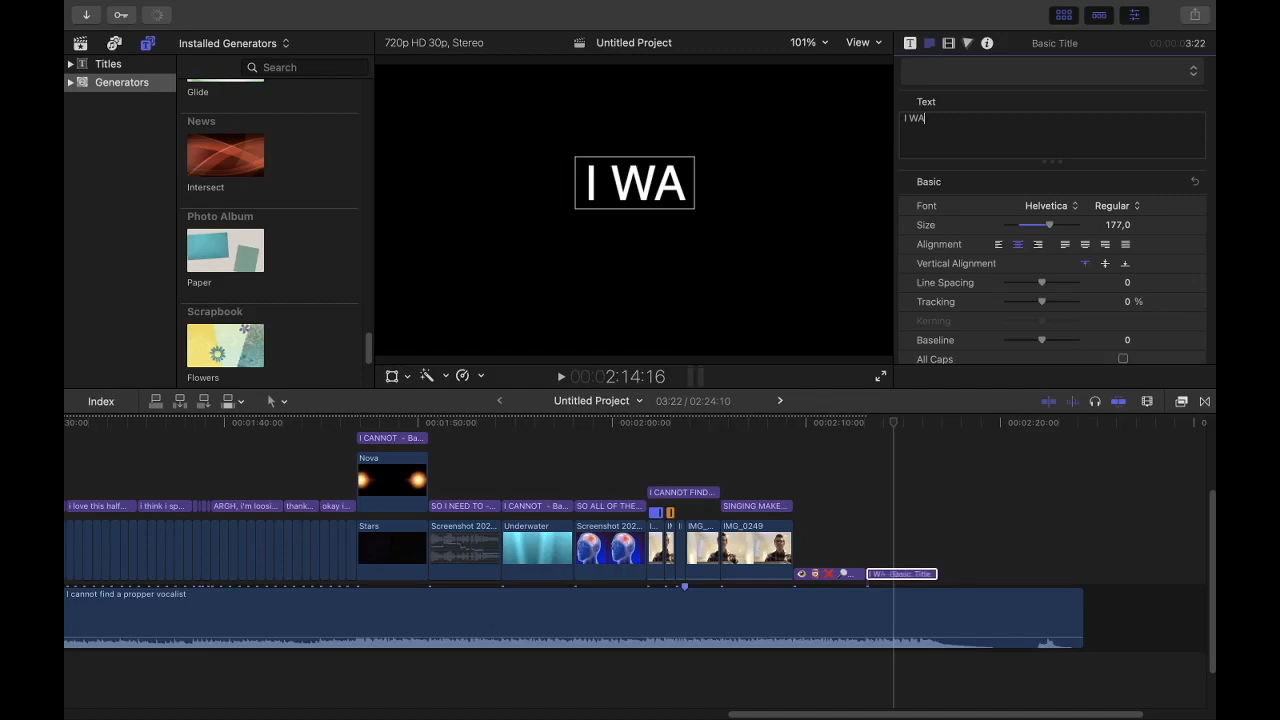 Installed Generators
720p HD 30p, Stereo
Untitled Project
101%
View
Basic Title
00:00:0 3:22
Titles
Generators
Search
Glide
News
Intersect
Photo Album
Paper
Scrapbook
Flowers
I WA
Text
I WA
Basic
Font
Helvetica
Regular
Size
177,0
Alignment
Vertical Alignment
Line Spacing
0
Tracking
0 %
Kerning
Baseline
0
All Caps
00:02:14:16
Index
Untitled Project
03:22 / 02:24:10
30:00
00:01:40:00
00:01:50:00
00:02:00:00
00:02:10:00
00:02:20:00
0
I CANNOT - Ba...
Nova
I CANNOT FIND...
i love this half...
i think i sp...
ARGH, i'm loosi...
thank...
okay i...
SO I NEED TO -...
I CANNOT - Ba...
SO ALL OF THE...
SINGING MAKE...
Stars
Screenshot 202...
Underwater
Screenshot 202...
I...
IMG_...
IMG_0249
I WA - Basic Title
I cannot find a propper vocalist